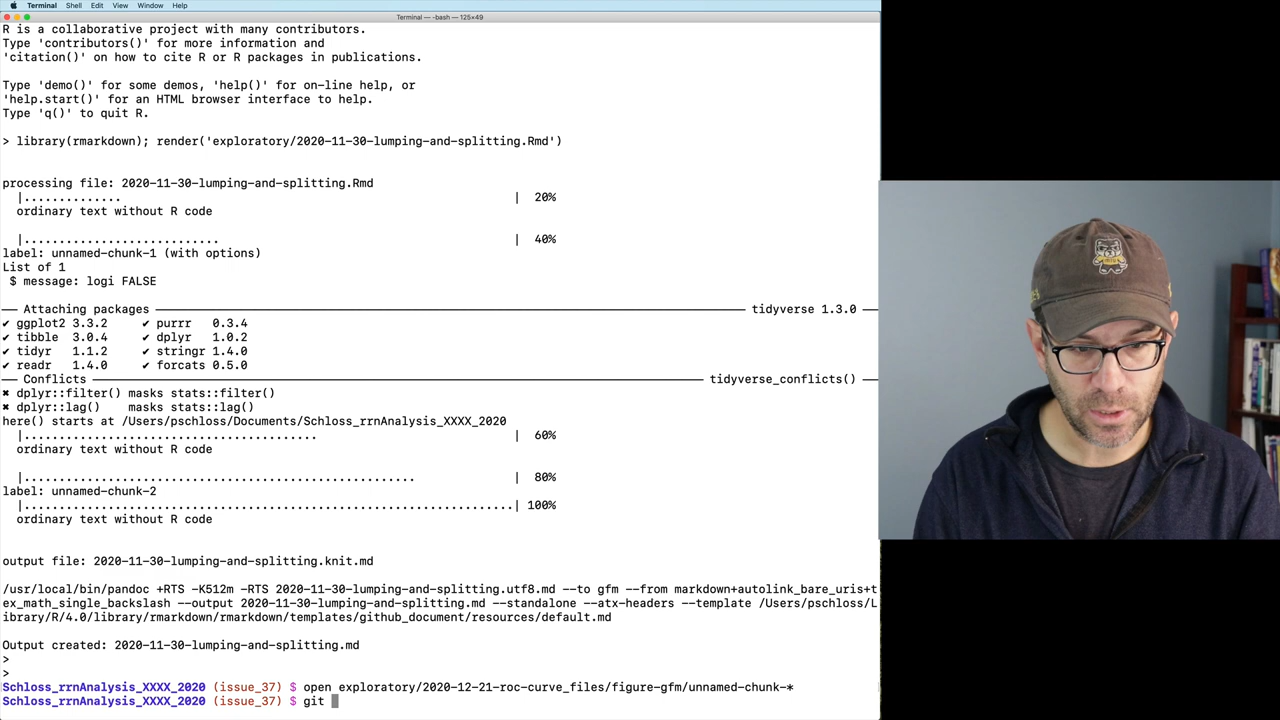 Terminal Shell Edit View Window Help
Terminal — -bash — 125×49
R is a collaborative project with many contributors.
Type 'contributors()' for more information and
'citation()' on how to cite R or R packages in publications.
Type 'demo()' for some demos, 'help()' for on-line help, or
'help.start()' for an HTML browser interface to help.
Type 'q()' to quit R.
> library(rmarkdown); render('exploratory/2020-11-30-lumping-and-splitting.Rmd')
processing file: 2020-11-30-lumping-and-splitting.Rmd
|.............. | 20%
ordinary text without R code
|............................ | 40%
label: unnamed-chunk-1 (with options)
List of 1
$ message: logi FALSE
── Attaching packages ── tidyverse 1.3.0 ──
✔ ggplot2 3.3.2 ✔ purrr 0.3.4
✔ tibble 3.0.4 ✔ dplyr 1.0.2
✔ tidyr 1.1.2 ✔ stringr 1.4.0
✔ readr 1.4.0 ✔ forcats 0.5.0
── Conflicts ── tidyverse_conflicts() ──
✖ dplyr::filter() masks stats::filter()
✖ dplyr::lag() masks stats::lag()
here() starts at /Users/pschloss/Documents/Schloss_rrnAnalysis_XXXX_2020
|.......................................... | 60%
ordinary text without R code
|........................................................ | 80%
label: unnamed-chunk-2
|......................................................................| 100%
ordinary text without R code
output file: 2020-11-30-lumping-and-splitting.knit.md
/usr/local/bin/pandoc +RTS -K512m -RTS 2020-11-30-lumping-and-splitting.utf8.md --to gfm --from markdown+autolink_bare_uris+t
ex_math_single_backslash --output 2020-11-30-lumping-and-splitting.md --standalone --atx-headers --template /Users/pschloss/L
ibrary/R/4.0/library/rmarkdown/rmarkdown/templates/github_document/resources/default.md
Output created: 2020-11-30-lumping-and-splitting.md
>
>
Schloss_rrnAnalysis_XXXX_2020 (issue_37) $ open exploratory/2020-12-21-roc-curve_files/figure-gfm/unnamed-chunk-*
Schloss_rrnAnalysis_XXXX_2020 (issue_37) $ git